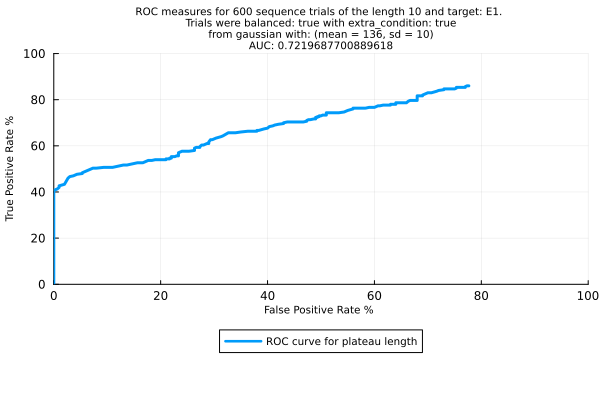 ROC measures for 600 sequence trials of the length 10 and target: E1.
Trials were balanced: true with extra_condition: true
from gaussian with: (mean = 136, sd = 10)
AUC: 0.7219687700889618
100
80
60
40
20
0
True Positive Rate %
0 20 40 60 80 100
False Positive Rate %
ROC curve for plateau length